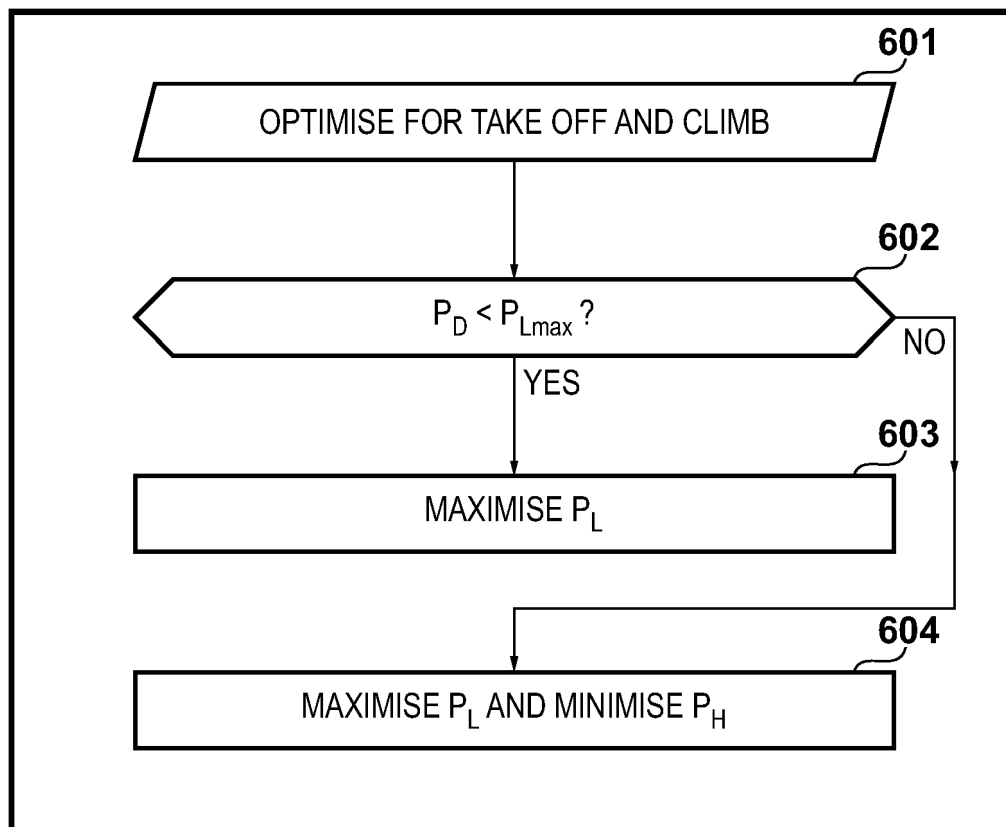 601
OPTIMISE FOR TAKE OFF AND CLIMB
602
P_D < P_Lmax ?
NO
YES
603
MAXIMISE P_L
604
MAXIMISE P_L AND MINIMISE P_H